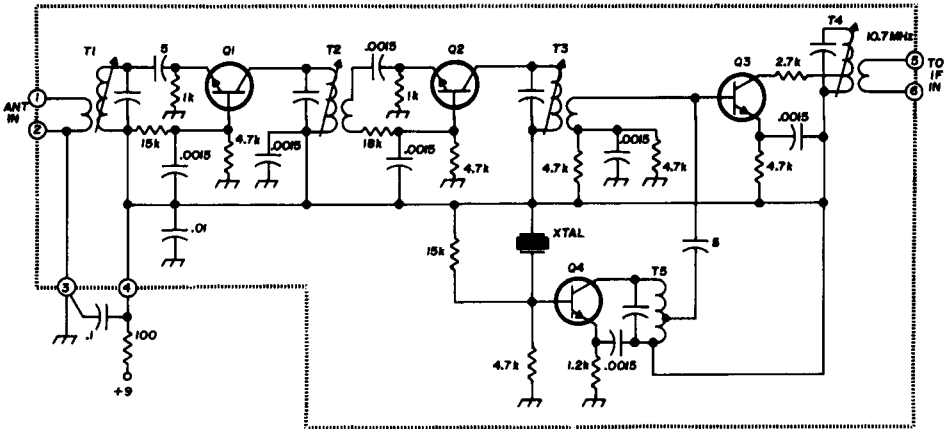 T1
5
Q1
T2
.0015
Q2
T3
T4
10.7 MHz
Q3
2.7k
5
TO
IF
IN
6
ANT
IN
1
2
1k
1k
15k
.0015
4.7k
.0015
18k
.0015
4.7k
4.7k
.0015
4.7k
.0015
4.7k
.01
15k
XTAL
5
3
4
.1
100
+9
Q4
T5
4.7k
1.2k
.0015